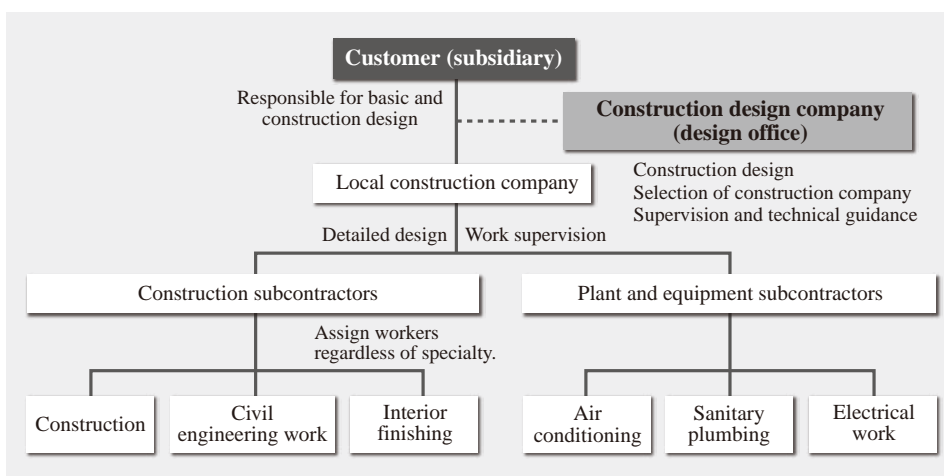 Customer (subsidiary)
Responsible for basic and
construction design
Construction design company
(design office)
Construction design
Selection of construction company
Supervision and technical guidance
Local construction company
Detailed design
Work supervision
Construction subcontractors
Plant and equipment subcontractors
Assign workers
regardless of specialty.
Construction
Civil
engineering work
Interior
finishing
Air
conditioning
Sanitary
plumbing
Electrical
work